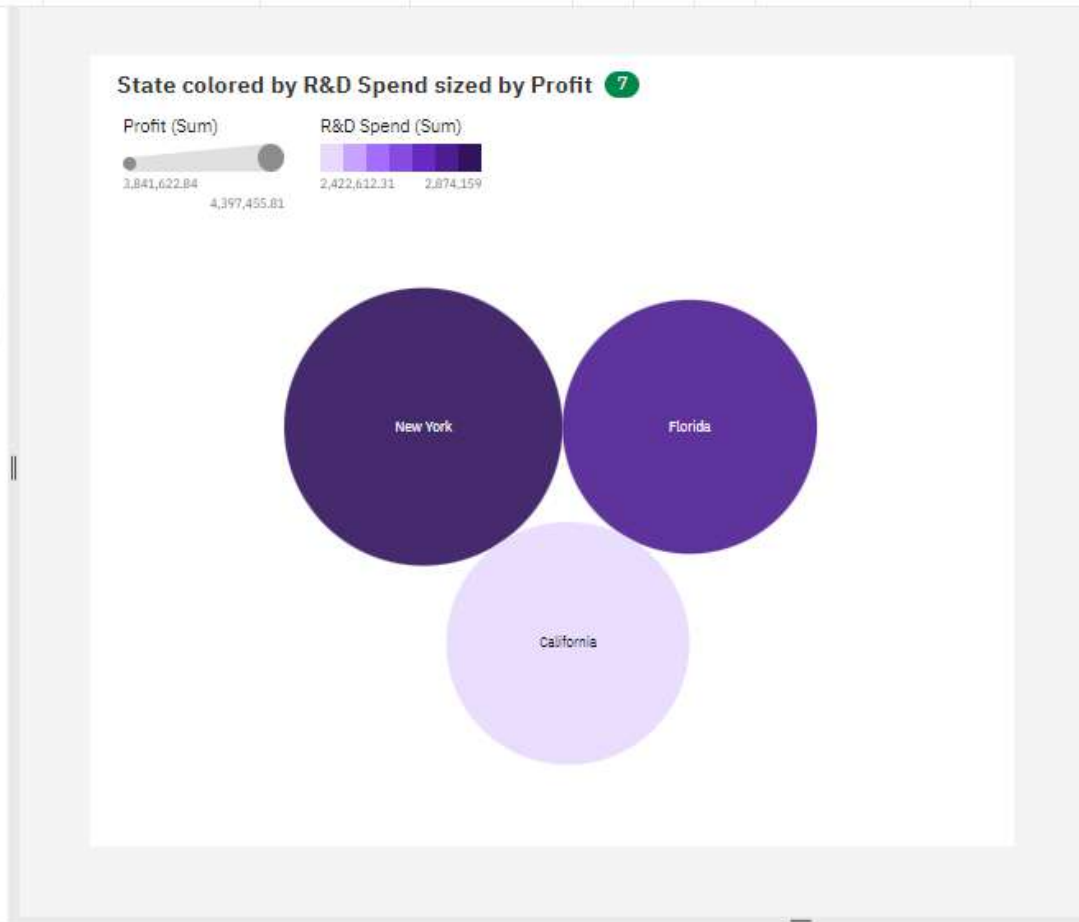 State colored by R&D Spend sized by Profit 7
Profit (Sum)
3,841,622.84
4,397,455.81
R&D Spend (Sum)
2,422,612.31 2,874,159
New York
Florida
California